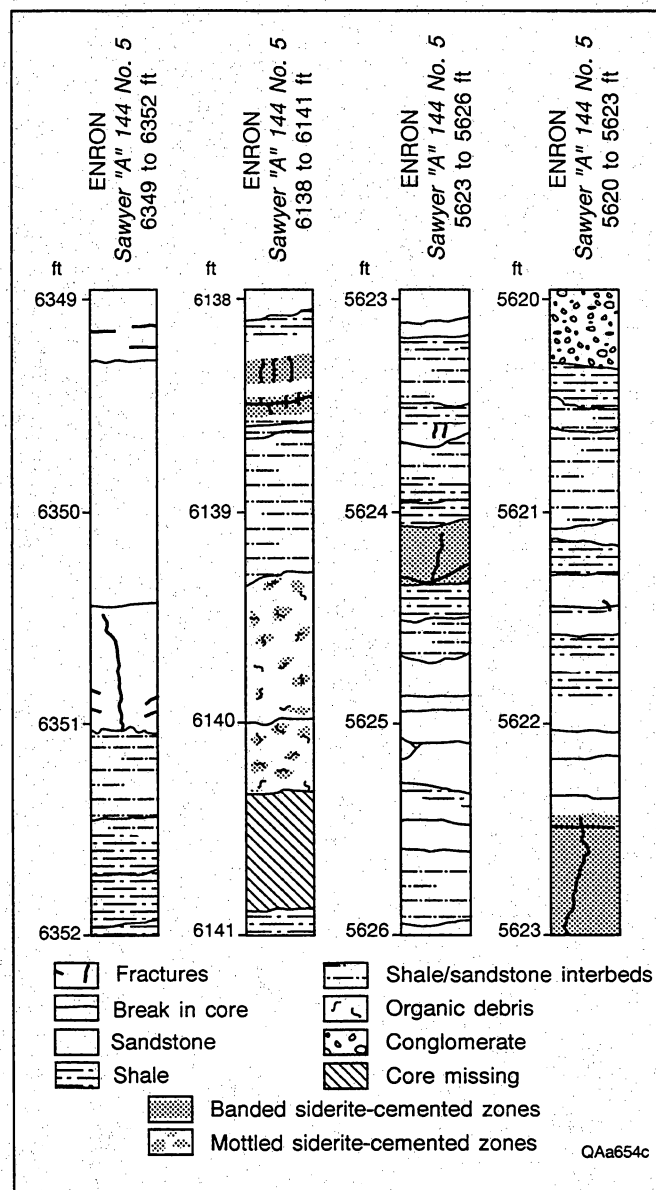 ENRON
Sawyer "A" 144 No. 5
6349 to 6352 ft
ENRON
Sawyer "A" 144 No. 5
6138 to 6141 ft
ENRON
Sawyer "A" 144 No. 5
5623 to 5626 ft
ENRON
Sawyer "A" 144 No. 5
5620 to 5623 ft
ft
6349
6350
6351
6352
ft
6138
6139
6140
6141
ft
5623
5624
5625
5626
ft
5620
5621
5622
5623
Fractures
Break in core
Sandstone
Shale
Shale/sandstone interbeds
Organic debris
Conglomerate
Core missing
Banded siderite-cemented zones
Mottled siderite-cemented zones
QAa654c